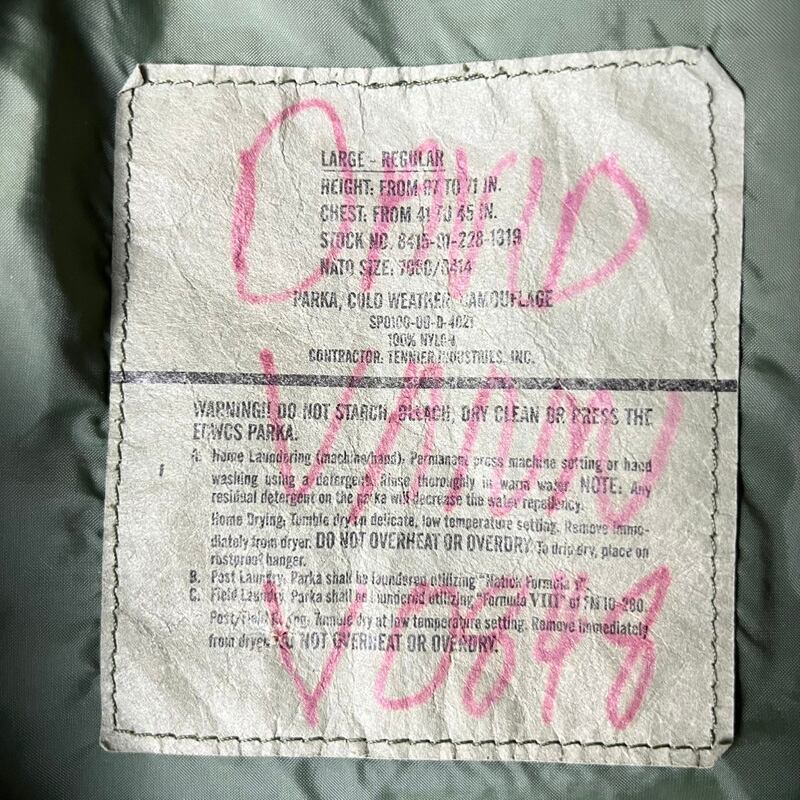 LARGE - REGULAR
HEIGHT: FROM 67 TO 71 IN.
CHEST: FROM 41 TO 45 IN.
STOCK NO. 8415-01-228-1319
NATO SIZE:
PARKA, COLD WEATHER CAMOUFLAGE
100% NYLON
CONTRACTOR: TENNIER INDUSTRIES, INC.
DAVID
WARNING!! DO NOT STARCH, BLEACH, DRY CLEAN OR PRESS THE
ECWCS PARKA.
A. Home Laundering (machine/hand). Permanent press machine setting or hand
washing using a detergent. Rinse thoroughly in warm water. NOTE: Any
residual detergent on the parka will decrease the water repellency.
Home Drying. Tumble dry on delicate, low temperature setting. Remove imme-
diately from dryer. DO NOT OVERHEAT OR OVERDRY. To drip dry, place on
rustproof hanger.
B. Post Laundry. Parka shall be laundered utilizing
C. Field Laundry. Parka shall be laundered utilizing "Formula VIII" of FM 10-280.
Post/Field Drying. Tumble dry at low temperature setting. Remove immediately
from dryer. DO NOT OVERHEAT OR OVERDRY.